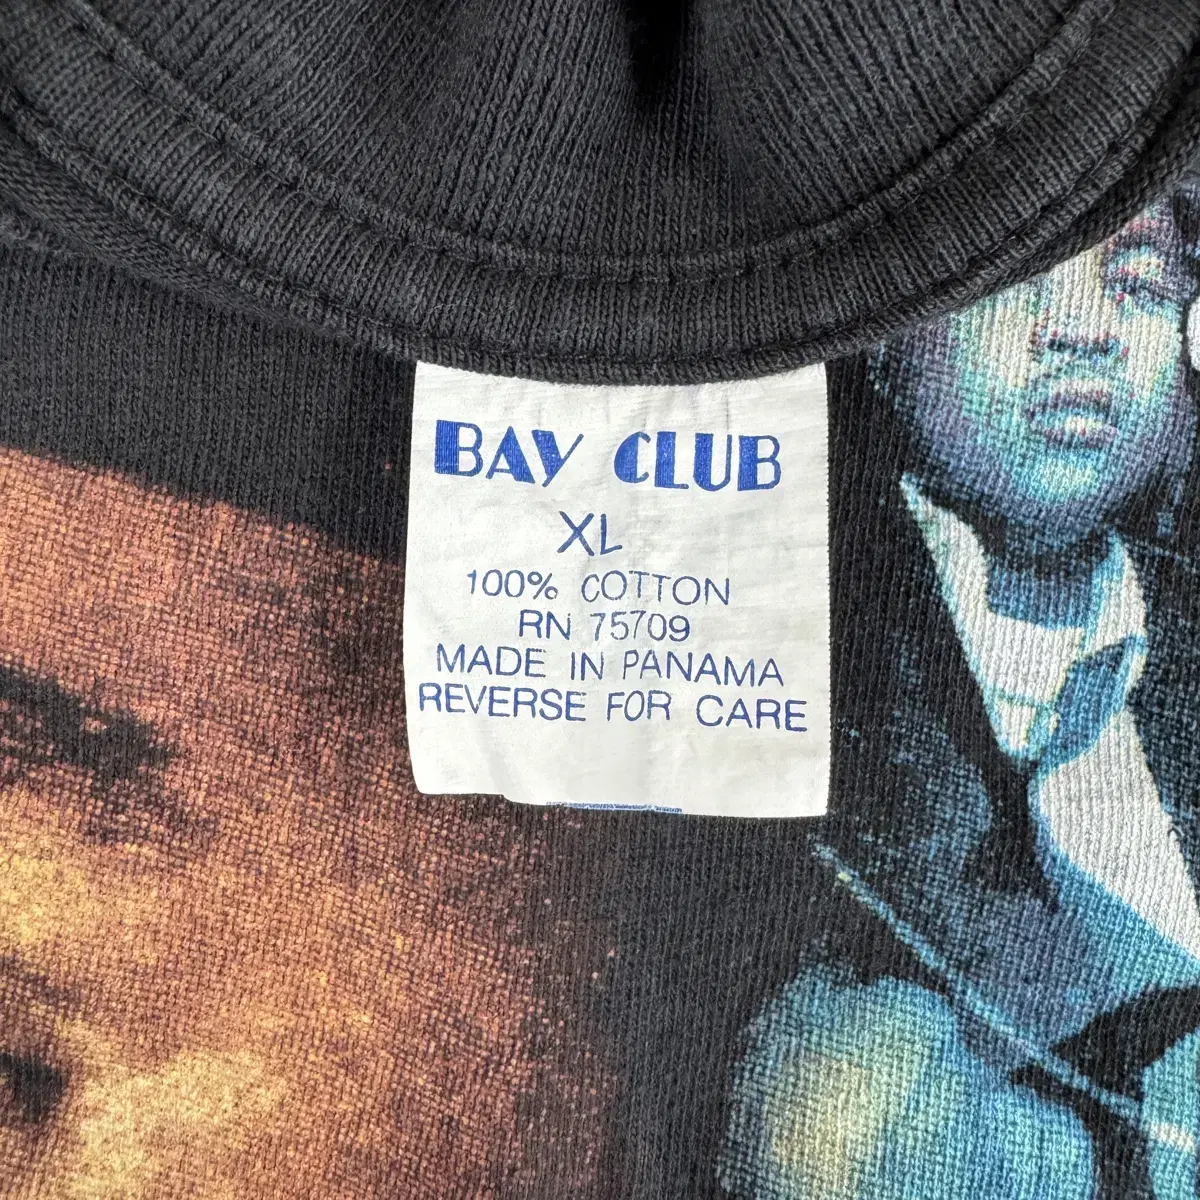 BAY CLUB
XL
100% COTTON
RN 75709
MADE IN PANAMA
REVERSE FOR CARE